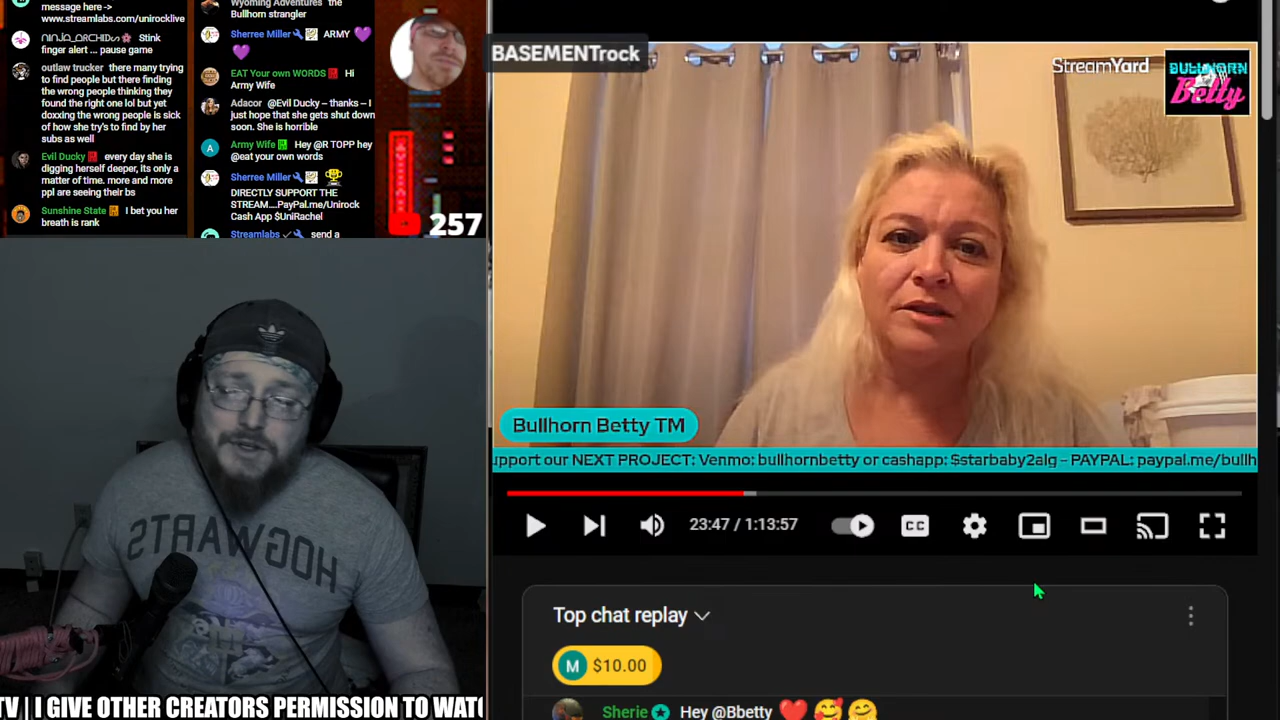 message here ->
www.streamlabs.com/unirocklive
Stink
finger alert ... pause game
outlaw trucker there many trying
to find people but there finding
the wrong people thinking they
found the right one lol but yet
doxxing the wrong people is sick
of how she try's to find by her
subs as well
Evil Ducky every day she is
digging herself deeper, its only a
matter of time. more and more
ppl are seeing their bs
Sunshine State I bet you her
breath is rank
Wyoming Adventures the
Bullhorn strangler
Sherree Miller ARMY 💜
💜
EAT Your own WORDS Hi
Army Wife
Adacor @Evil Ducky – thanks – I
just hope that she gets shut down
soon. She is horrible
Army Wife Hey @R TOPP hey
@eat your own words
Sherree Miller 🏆
DIRECTLY SUPPORT THE
STREAM....PayPal.me/Unirock
Cash App $UniRachel
Streamlabs send a
257
BASEMENTrock
StreamYard
BULLHORN
Betty
HOGWARTS
Bullhorn Betty TM
upport our NEXT PROJECT: Venmo: bullhornbetty or cashapp: $starbaby2alg - PAYPAL: paypal.me/bullh
23:47 / 1:13:57
CC
Top chat replay
M $10.00
Sherie Hey @Bbetty ❤️ 🥰 🤗
TV | I GIVE OTHER CREATORS PERMISSION TO WATC